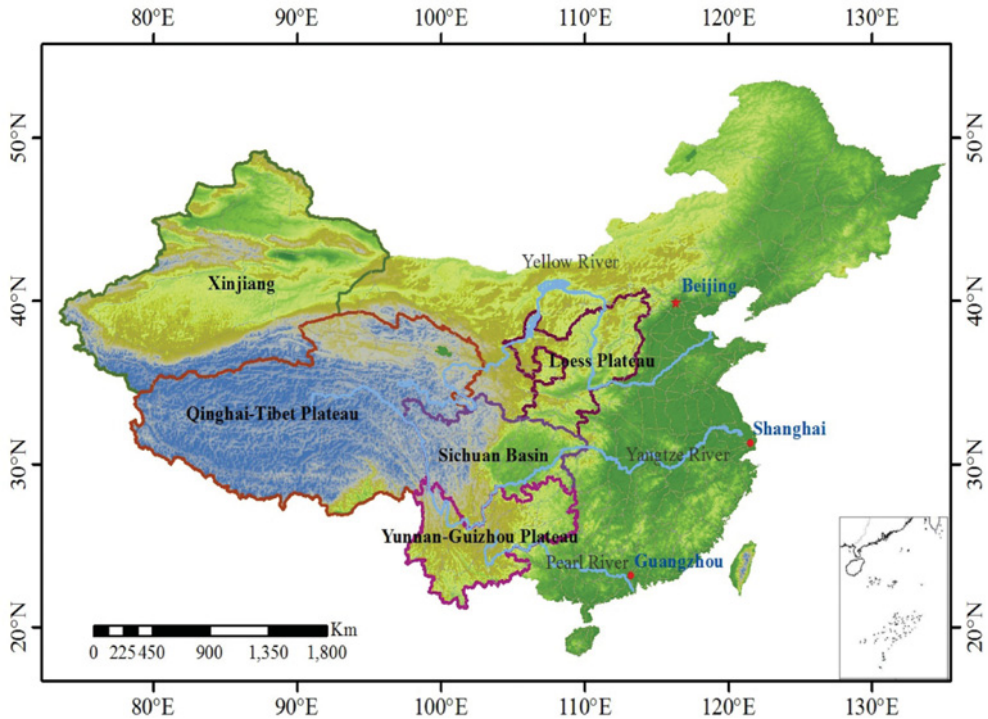 80°E 90°E 100°E 110°E 120°E 130°E
50°N 50°N
Yellow River
Xinjiang
Beijing
40°N 40°N
Loess Plateau
Qinghai-Tibet Plateau
Shanghai
Sichuan Basin
Yangtze River
30°N 30°N
Yunnan-Guizhou Plateau
Pearl River
Guangzhou
20°N 20°N
Km
0 225 450 900 1,350 1,800
80°E 90°E 100°E 110°E 120°E 130°E